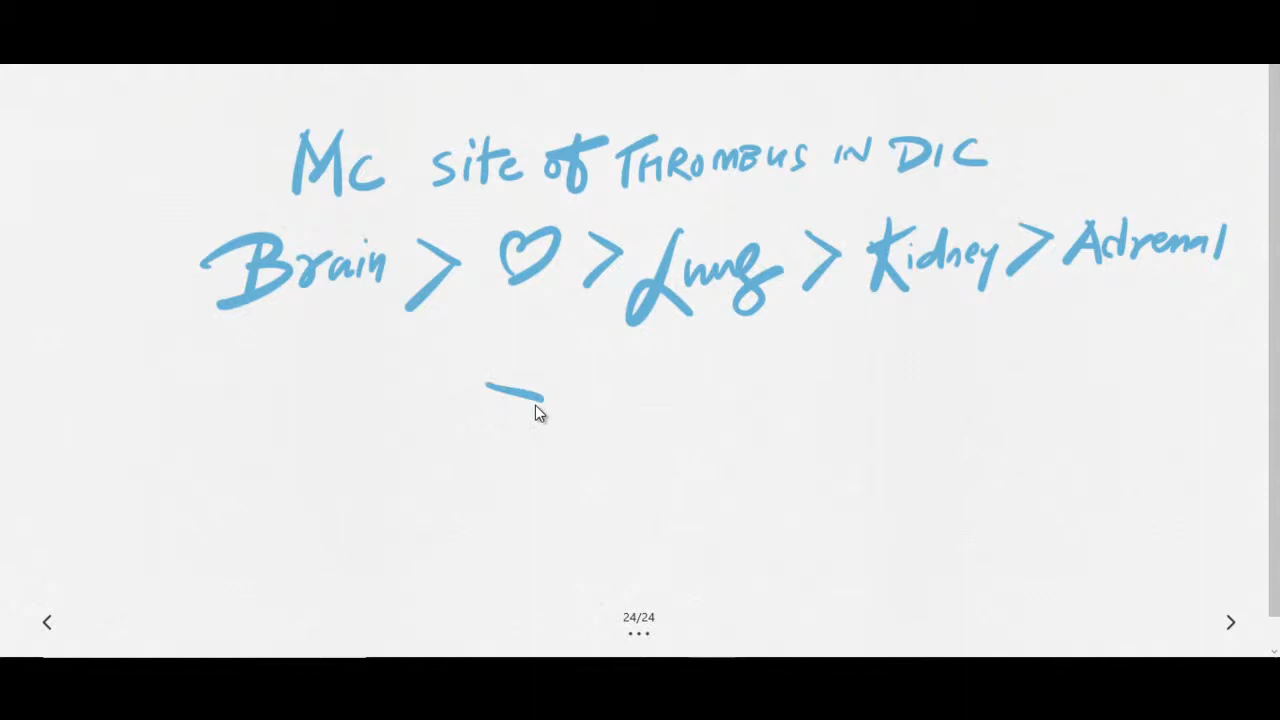 Mc site of THROMBUS IN DIC
Brain > ♡ > Lung > Kidney > Adrenal
24/24